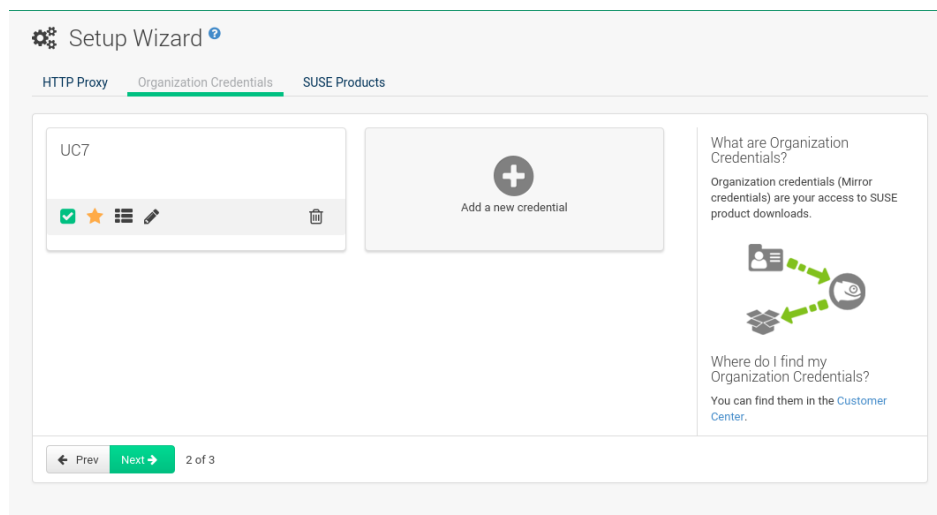 Setup Wizard ?
HTTP Proxy Organization Credentials SUSE Products
UC7
Add a new credential
What are Organization
Credentials?
Organization credentials (Mirror
credentials) are your access to SUSE
product downloads.
Where do I find my
Organization Credentials?
You can find them in the Customer
Center.
Prev Next 2 of 3